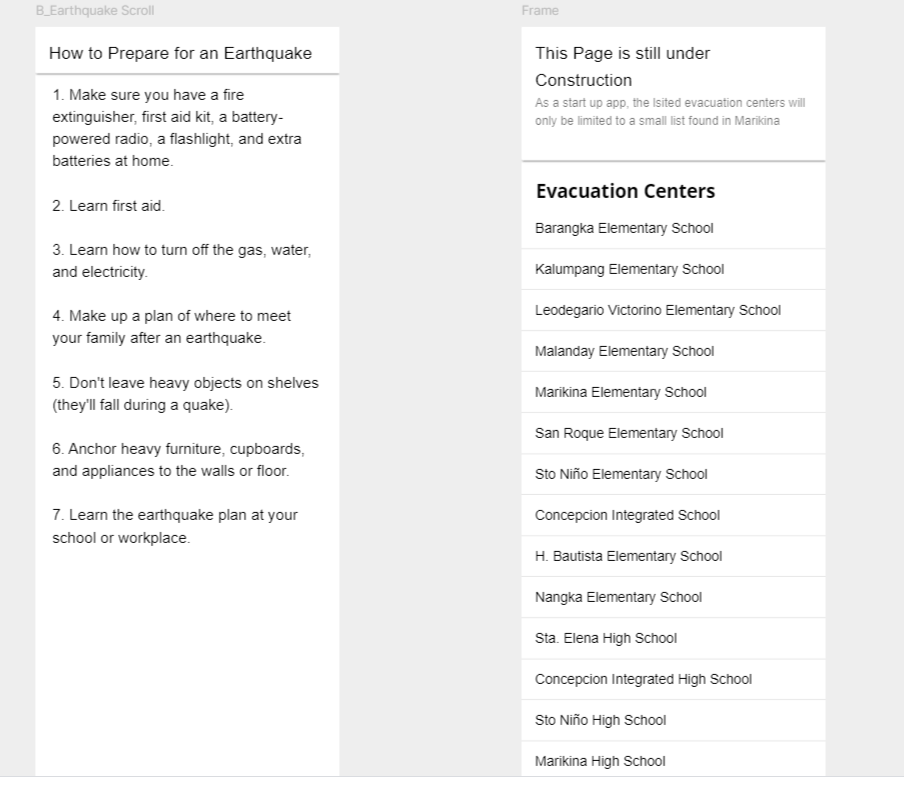 B_Earthquake Scroll
How to Prepare for an Earthquake
1. Make sure you have a fire
extinguisher, first aid kit, a battery-
powered radio, a flashlight, and extra
batteries at home.
2. Learn first aid.
3. Learn how to turn off the gas, water,
and electricity.
4. Make up a plan of where to meet
your family after an earthquake.
5. Don't leave heavy objects on shelves
(they'll fall during a quake).
6. Anchor heavy furniture, cupboards,
and appliances to the walls or floor.
7. Learn the earthquake plan at your
school or workplace.
Frame
This Page is still under
Construction
As a start up app, the lsited evacuation centers will
only be limited to a small list found in Marikina
Evacuation Centers
Barangka Elementary School
Kalumpang Elementary School
Leodegario Victorino Elementary School
Malanday Elementary School
Marikina Elementary School
San Roque Elementary School
Sto Niño Elementary School
Concepcion Integrated School
H. Bautista Elementary School
Nangka Elementary School
Sta. Elena High School
Concepcion Integrated High School
Sto Niño High School
Marikina High School